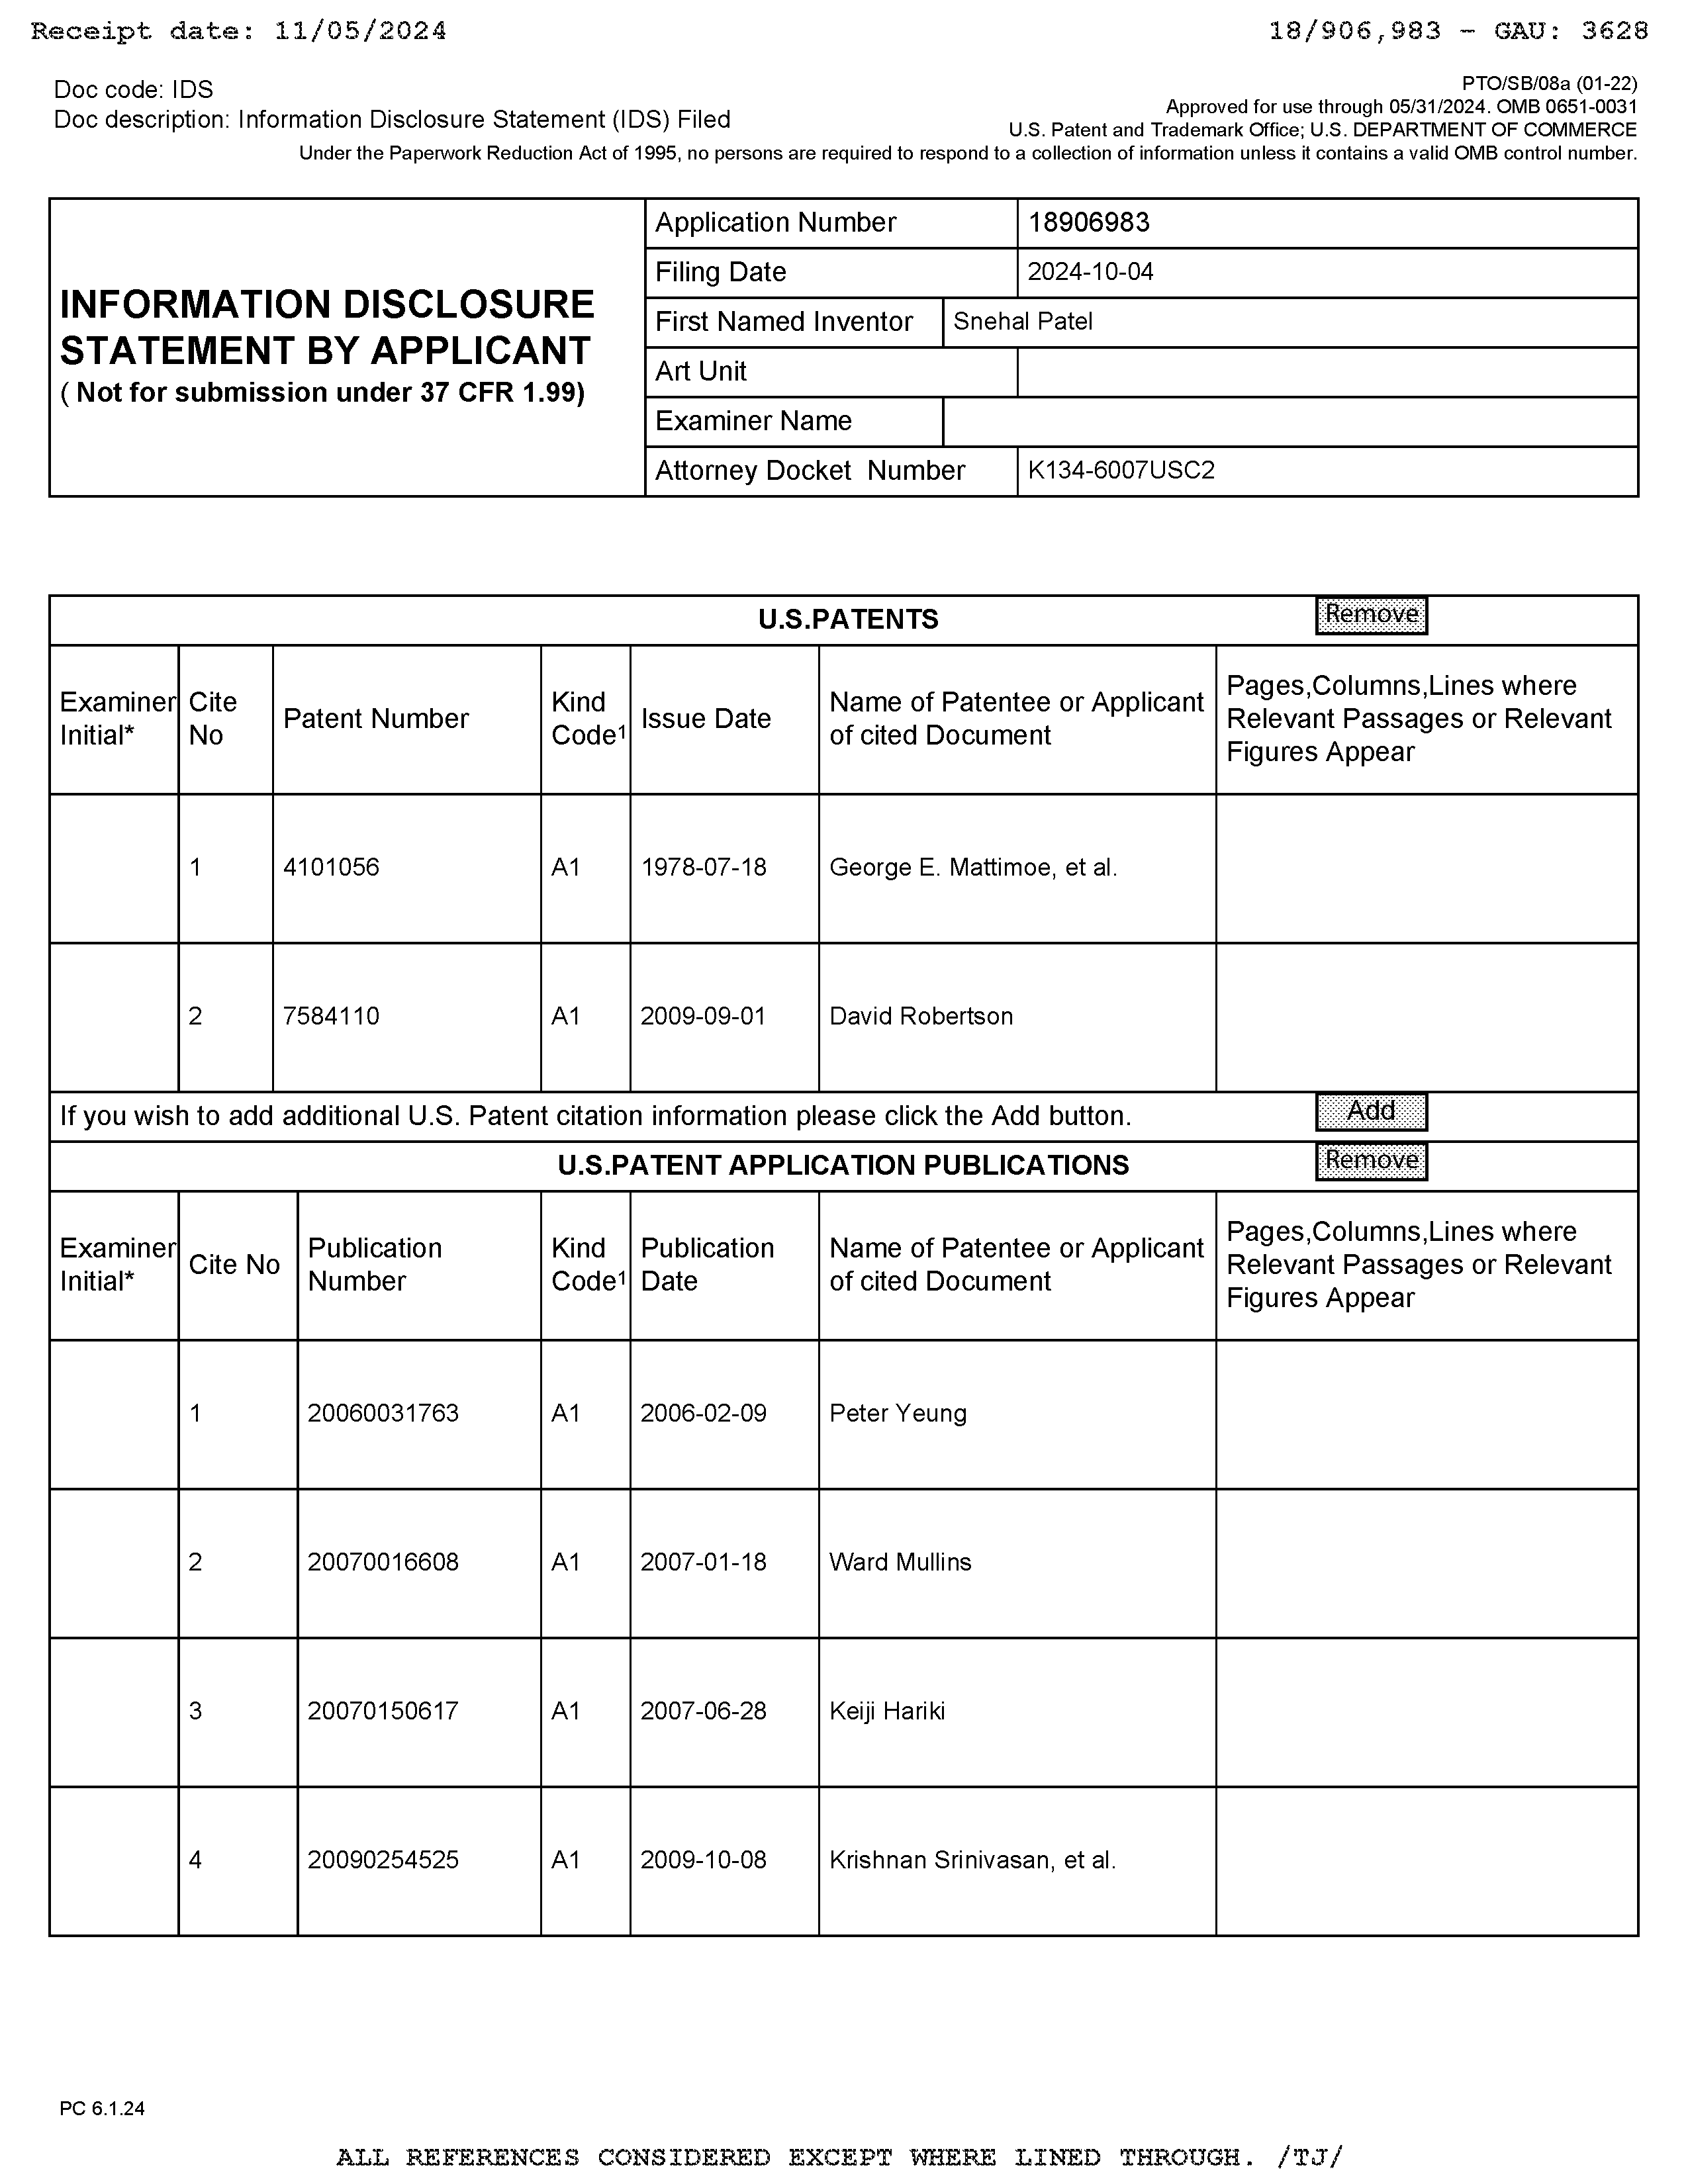 Receipt date: 11/05/2024 18/906,983 - GAU: 3628
Doc code: IDS
Doc description: Information Disclosure Statement (IDS) Filed
PTO/SB/08a (01-22)
Approved for use through 05/31/2024. OMB 0651-0031
U.S. Patent and Trademark Office; U.S. DEPARTMENT OF COMMERCE
Under the Paperwork Reduction Act of 1995, no persons are required to respond to a collection of information unless it contains a valid OMB control number.
INFORMATION DISCLOSURE
STATEMENT BY APPLICANT
( Not for submission under 37 CFR 1.99)
Application Number 18906983
Filing Date 2024-10-04
First Named Inventor Snehal Patel
Art Unit
Examiner Name
Attorney Docket Number K134-6007USC2
U.S.PATENTS Remove
Examiner Initial* Cite No Patent Number Kind Code1 Issue Date Name of Patentee or Applicant of cited Document Pages,Columns,Lines where Relevant Passages or Relevant Figures Appear
1 4101056 A1 1978-07-18 George E. Mattimoe, et al.
2 7584110 A1 2009-09-01 David Robertson
If you wish to add additional U.S. Patent citation information please click the Add button. Add
U.S.PATENT APPLICATION PUBLICATIONS Remove
Examiner Initial* Cite No Publication Number Kind Code1 Publication Date Name of Patentee or Applicant of cited Document Pages,Columns,Lines where Relevant Passages or Relevant Figures Appear
1 20060031763 A1 2006-02-09 Peter Yeung
2 20070016608 A1 2007-01-18 Ward Mullins
3 20070150617 A1 2007-06-28 Keiji Hariki
4 20090254525 A1 2009-10-08 Krishnan Srinivasan, et al.
PC 6.1.24
ALL REFERENCES CONSIDERED EXCEPT WHERE LINED THROUGH. /TJ/